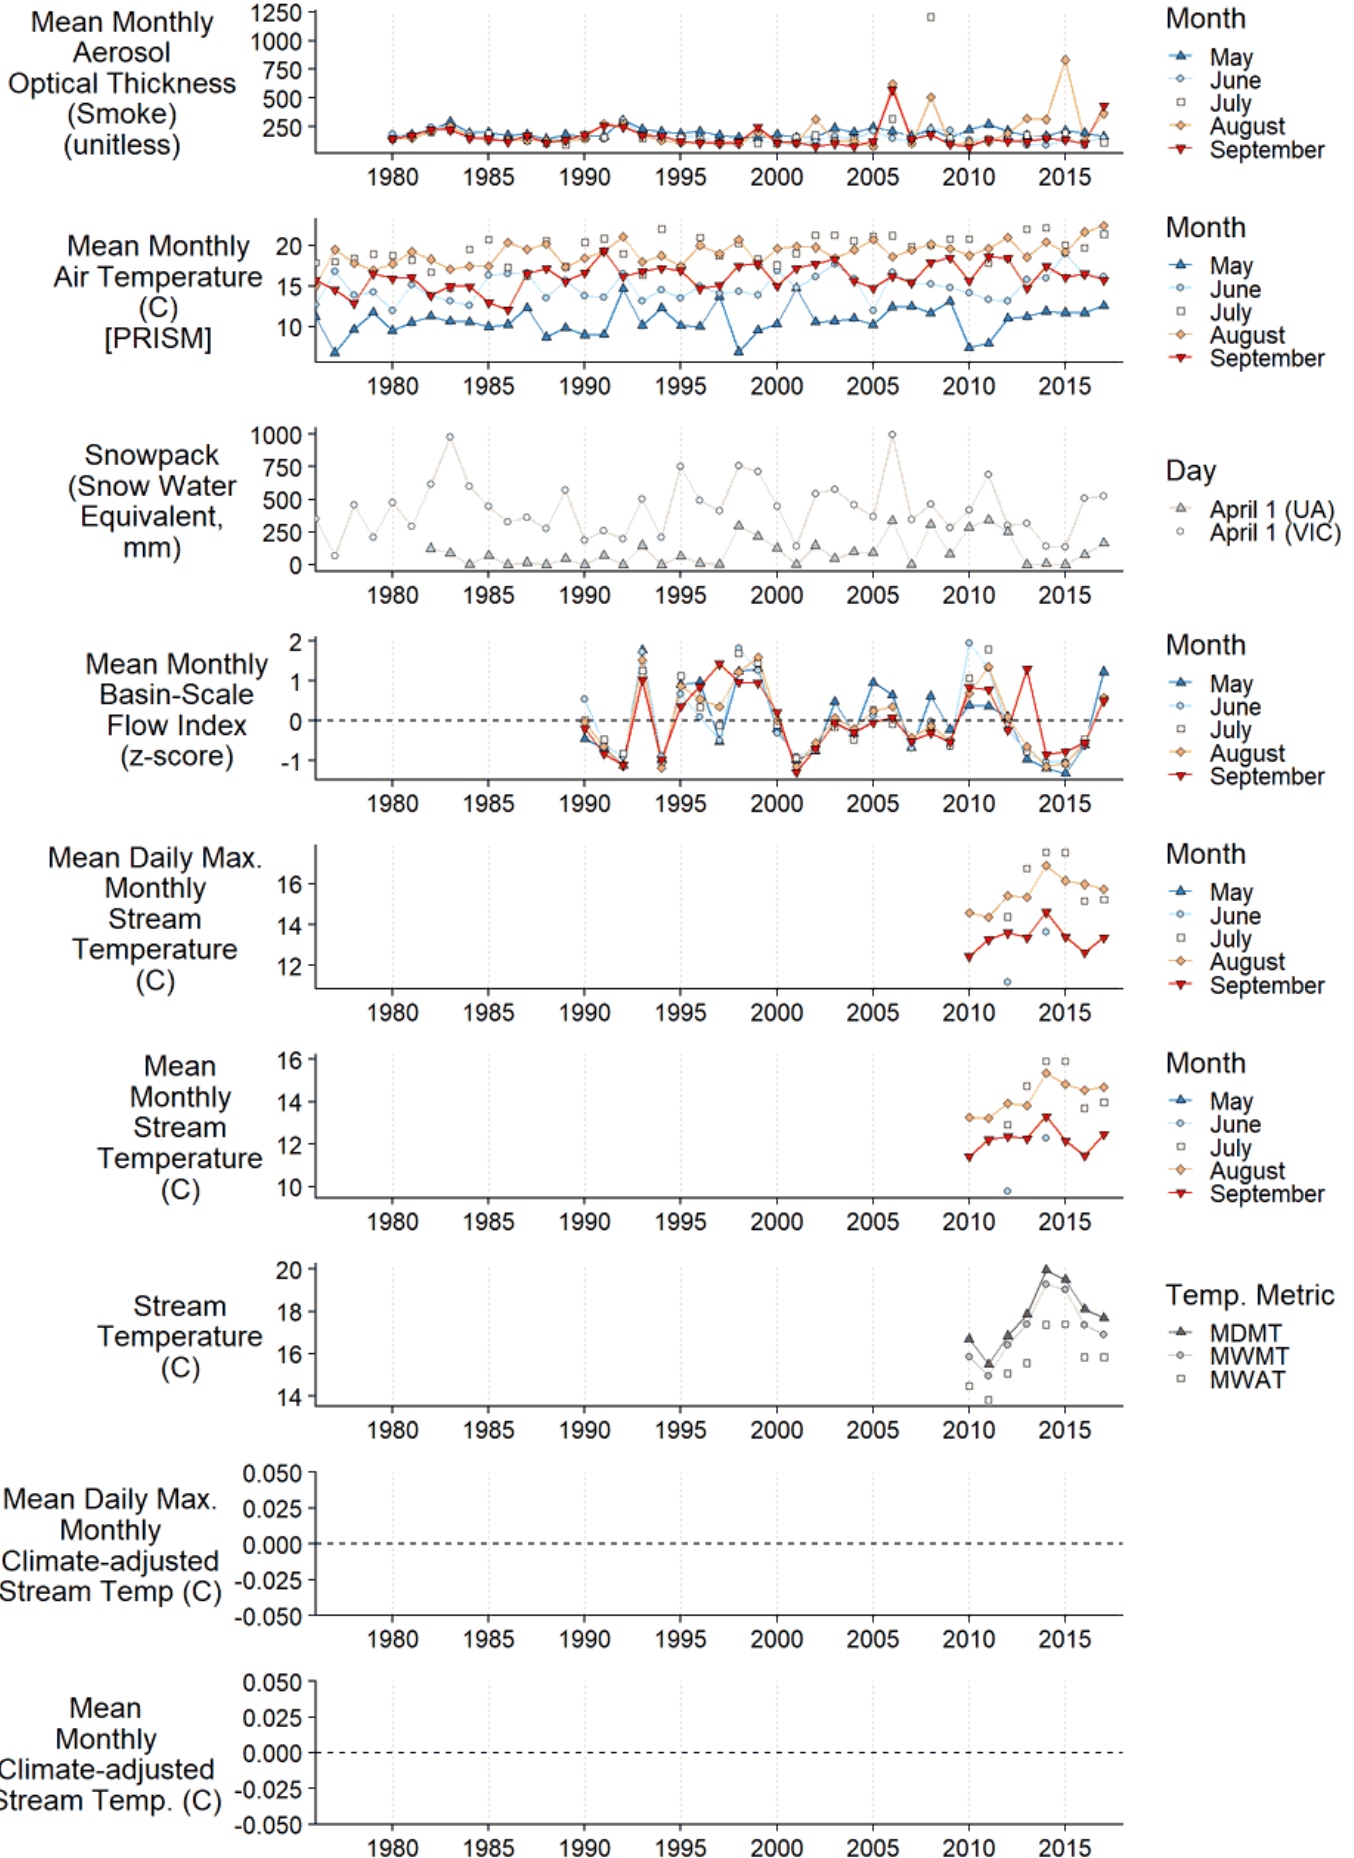 Mean Monthly
Aerosol
Optical Thickness
(Smoke)
(unitless)
1250
1000
750
500
250
1980 1985 1990 1995 2000 2005 2010 2015
Month
May
June
July
August
September
Mean Monthly
Air Temperature
(C)
[PRISM]
20
15
10
1980 1985 1990 1995 2000 2005 2010 2015
Month
May
June
July
August
September
Snowpack
(Snow Water
Equivalent,
mm)
1000
750
500
250
0
1980 1985 1990 1995 2000 2005 2010 2015
Day
April 1 (UA)
April 1 (VIC)
Mean Monthly
Basin-Scale
Flow Index
(z-score)
2
1
0
-1
1980 1985 1990 1995 2000 2005 2010 2015
Month
May
June
July
August
September
Mean Daily Max.
Monthly
Stream
Temperature
(C)
16
14
12
1980 1985 1990 1995 2000 2005 2010 2015
Month
May
June
July
August
September
Mean
Monthly
Stream
Temperature
(C)
16
14
12
10
1980 1985 1990 1995 2000 2005 2010 2015
Month
May
June
July
August
September
Stream
Temperature
(C)
20
18
16
14
1980 1985 1990 1995 2000 2005 2010 2015
Temp. Metric
MDMT
MWMT
MWAT
Mean Daily Max.
Monthly
Climate-adjusted
Stream Temp (C)
0.050
0.025
0.000
-0.025
-0.050
1980 1985 1990 1995 2000 2005 2010 2015
Mean
Monthly
Climate-adjusted
Stream Temp. (C)
0.050
0.025
0.000
-0.025
-0.050
1980 1985 1990 1995 2000 2005 2010 2015